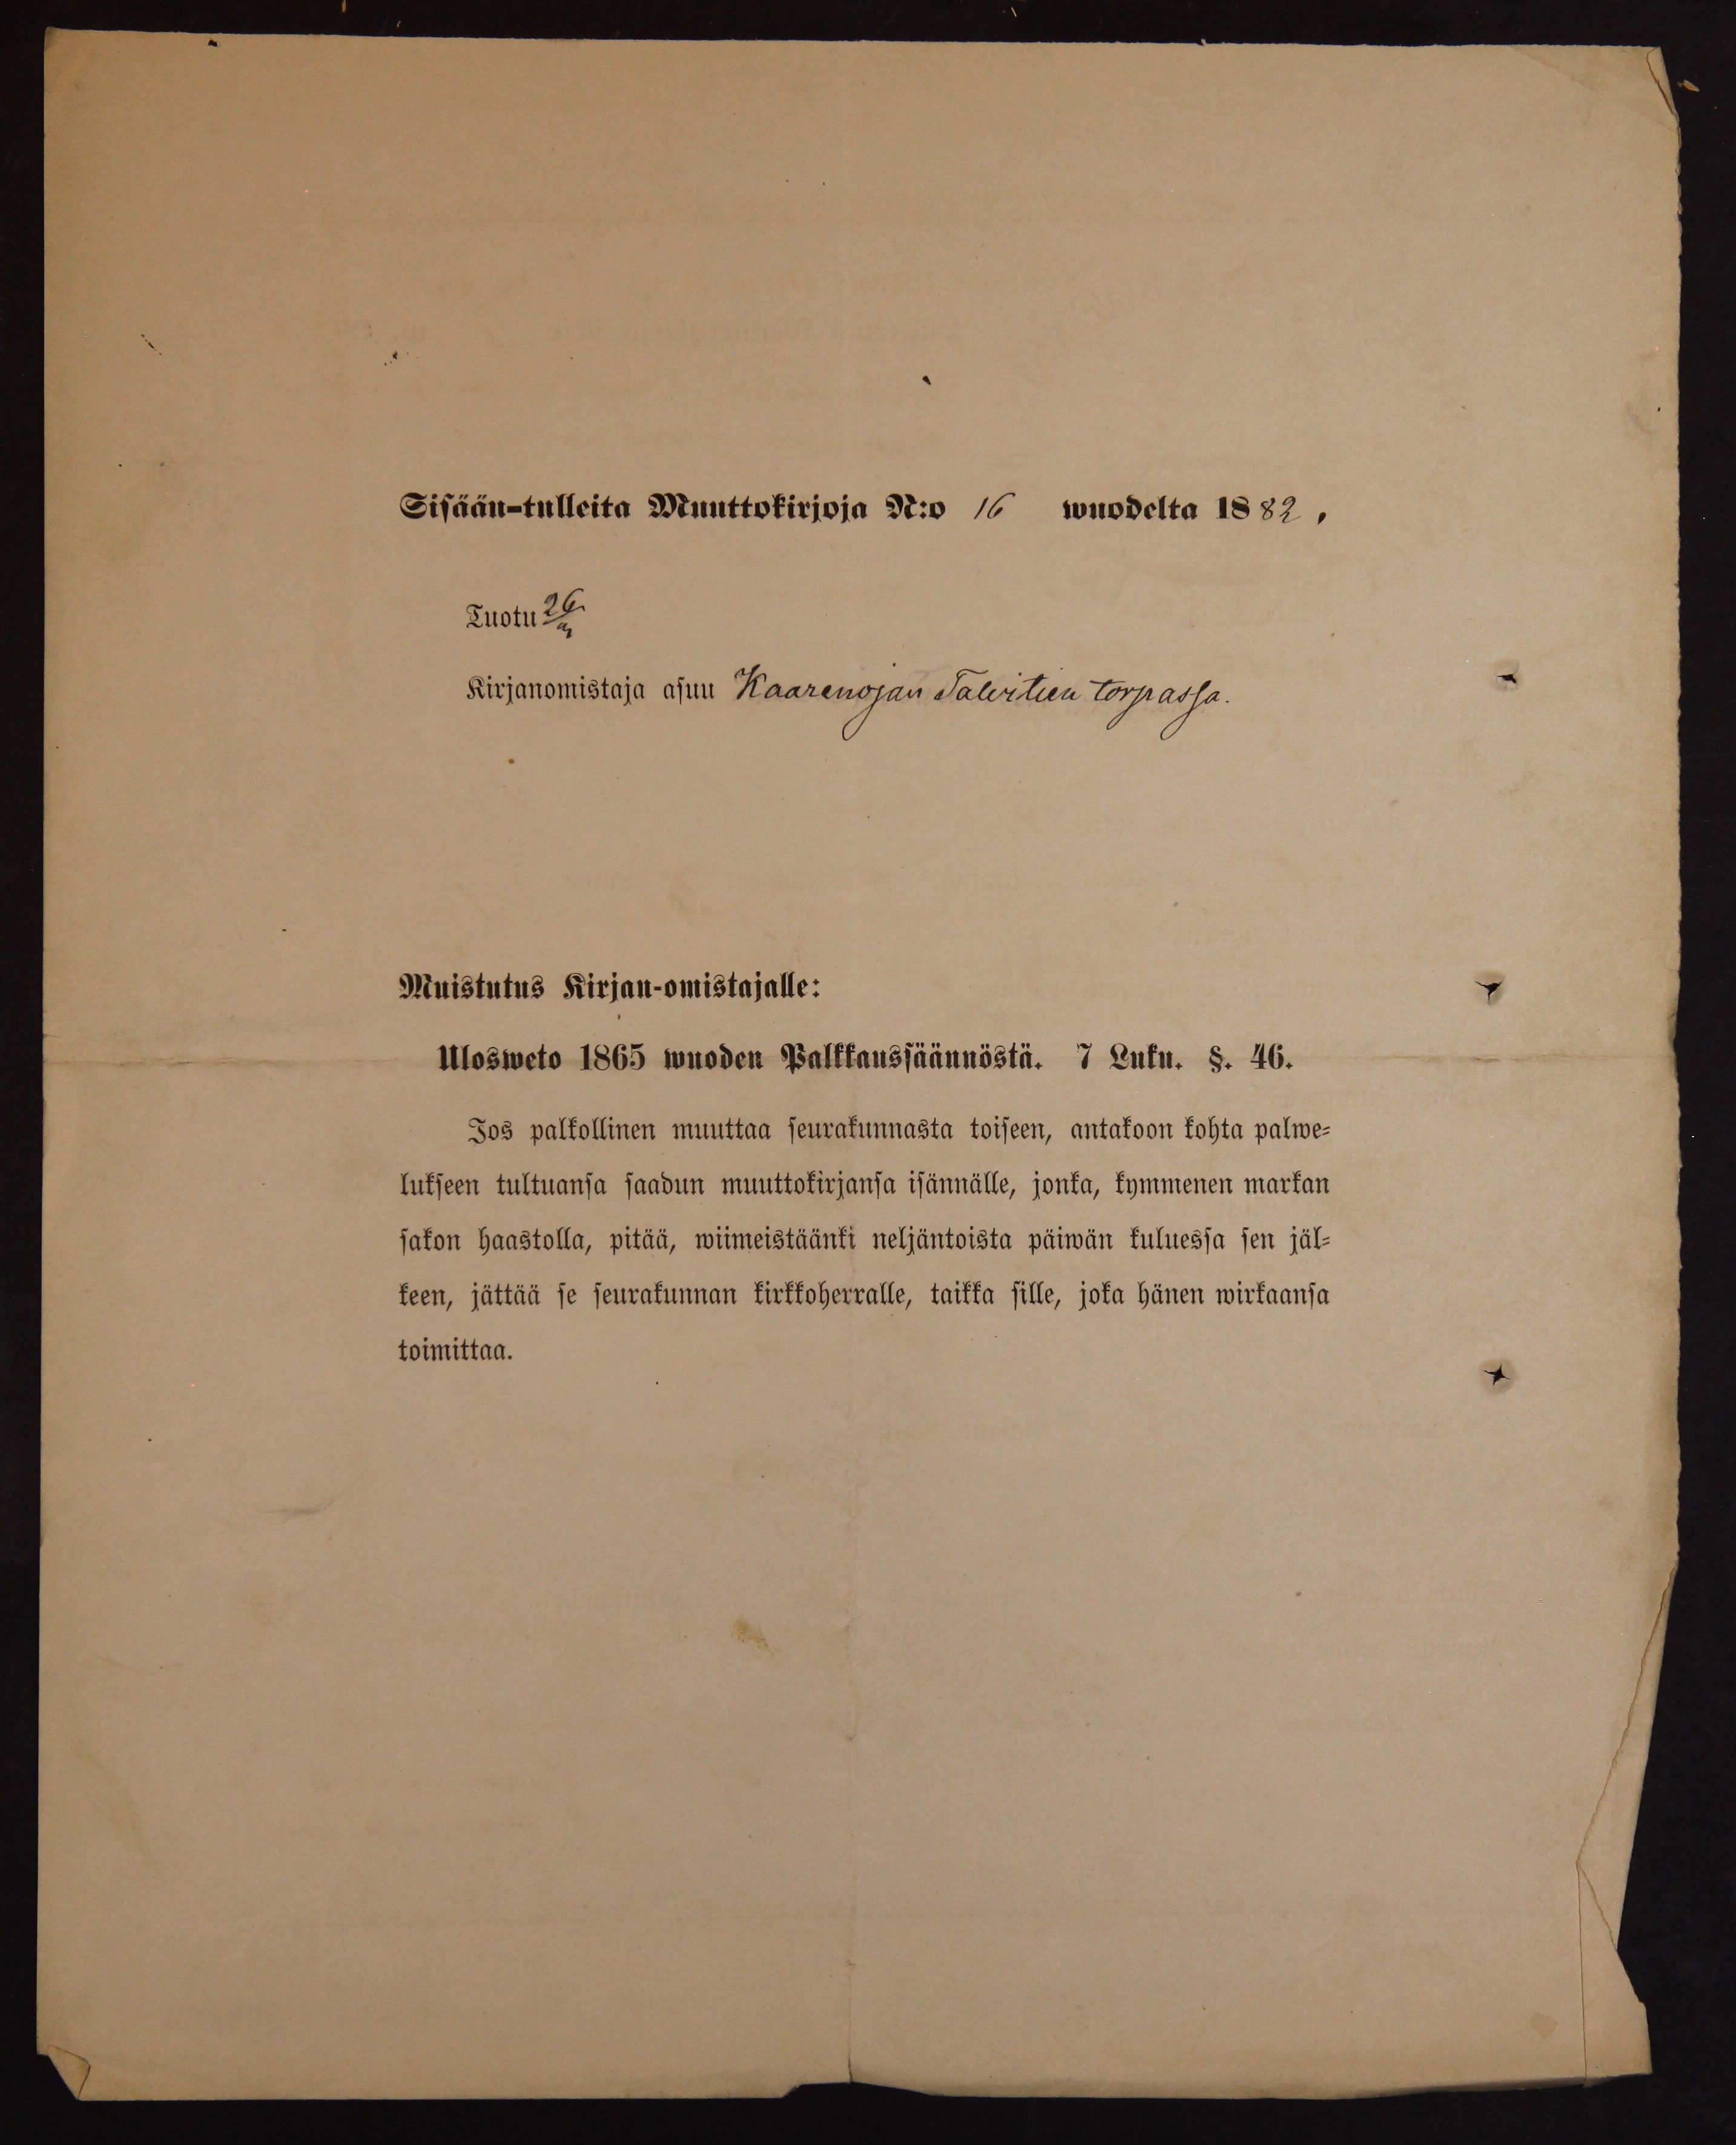 Sisään-tulleita Muuttokirjoja N:o 16 wuodelta 1882.
Tuotu 26/3
Kirjanomistaja asuu Kaarenojan Talvitien torpassa.
Muistutus Kirjan-omistajalle:
Ulosweto 1865 wuoden Palkkaussäännöstä. 7 Luku. §. 46.
Jos palkollinen muuttaa seurakunnasta toiseen, antakoon kohta palwe-
lukseen tultuansa saadun muuttokirjansa isännälle, jonka, kymmenen markan
sakon haastolla, pitää, wiimeistäänki neljäntoista päiwän kuluessa sen jäl-
keen, jättää se seurakunnan kirkkoherralle, taikka sille, joka hänen wirkaansa
toimittaa.